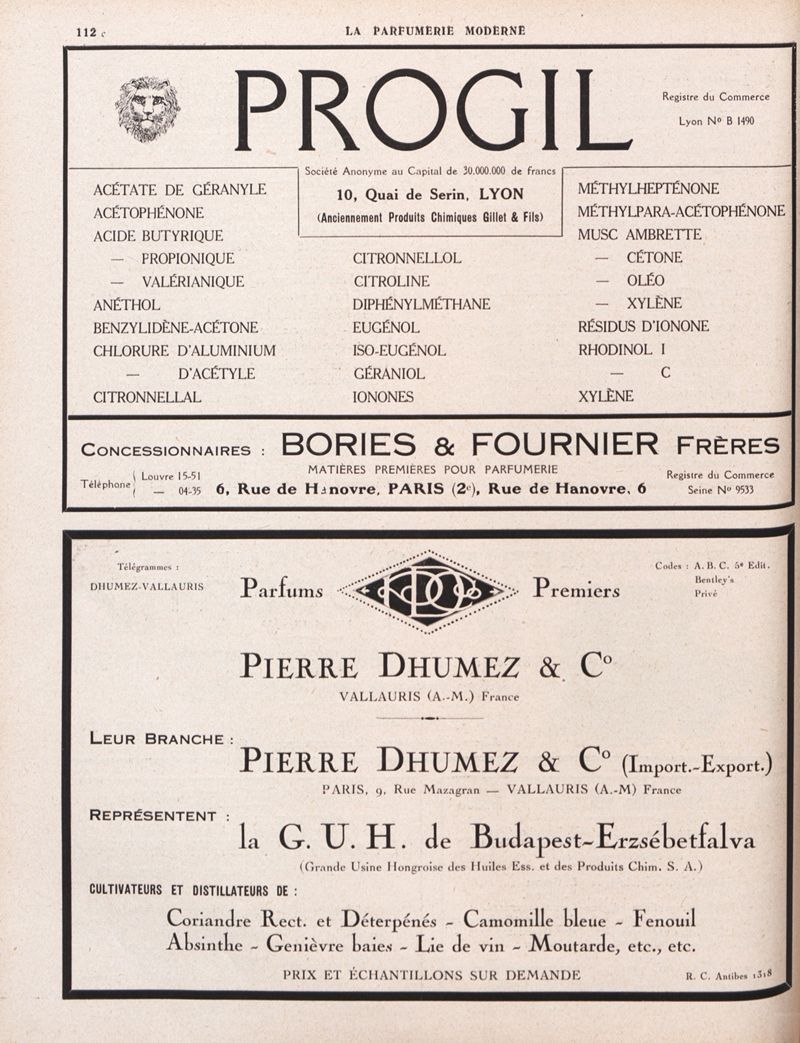 112 c
LA PARFUMERIE MODERNE
PROGIL
Registre du Commerce
Lyon Nº B 1490
Société Anonyme au Capital de 30.000.000 de francs
10, Quai de Serin, LYON
(Anciennement Produits Chimiques Gillet & Fils)
ACÉTATE DE GÉRANYLE
ACÉTOPHÉNONE
ACIDE BUTYRIQUE
— PROPIONIQUE
— VALÉRIANIQUE
ANÉTHOL
BENZYLIDÈNE-ACÉTONE
CHLORURE D'ALUMINIUM
— D'ACÉTYLE
CITRONNELLAL
CITRONNELLOL
CITROLINE
DIPHÉNYLMÉTHANE
EUGÉNOL
ISO-EUGÉNOL
GÉRANIOL
IONONES
MÉTHYLHEPTÉNONE
MÉTHYLPARA-ACÉTOPHÉNONE
MUSC AMBRETTE
— CÉTONE
— OLÉO
— XYLÈNE
RÉSIDUS D'IONONE
RHODINOL I
— C
XYLÈNE
CONCESSIONNAIRES : BORIES & FOURNIER FRÈRES
MATIÈRES PREMIÈRES POUR PARFUMERIE
Téléphone { Louvre 15-51
— 04-35
6, Rue de Hanovre, PARIS (2e), Rue de Hanovre, 6
Registre du Commerce
Seine Nº 9533
Télégrammes :
DHUMEZ-VALLAURIS
Parfums
PDCo
Premiers
Codes : A. B. C. 5e Edit.
Bentley's
Privé
PIERRE DHUMEZ & Co
VALLAURIS (A.-M.) France
LEUR BRANCHE :
PIERRE DHUMEZ & Co (Import.-Export.)
PARIS, 9, Rue Mazagran — VALLAURIS (A.-M) France
REPRÉSENTENT :
la G. U. H. de Budapest-Erzsébetfalva
(Grande Usine Hongroise des Huiles Ess. et des Produits Chim. S. A.)
CULTIVATEURS ET DISTILLATEURS DE :
Coriandre Rect. et Déterpénés - Camomille bleue - Fenouil
Absinthe - Genièvre baies - Lie de vin - Moutarde, etc., etc.
PRIX ET ÉCHANTILLONS SUR DEMANDE
R. C. Antibes 1318